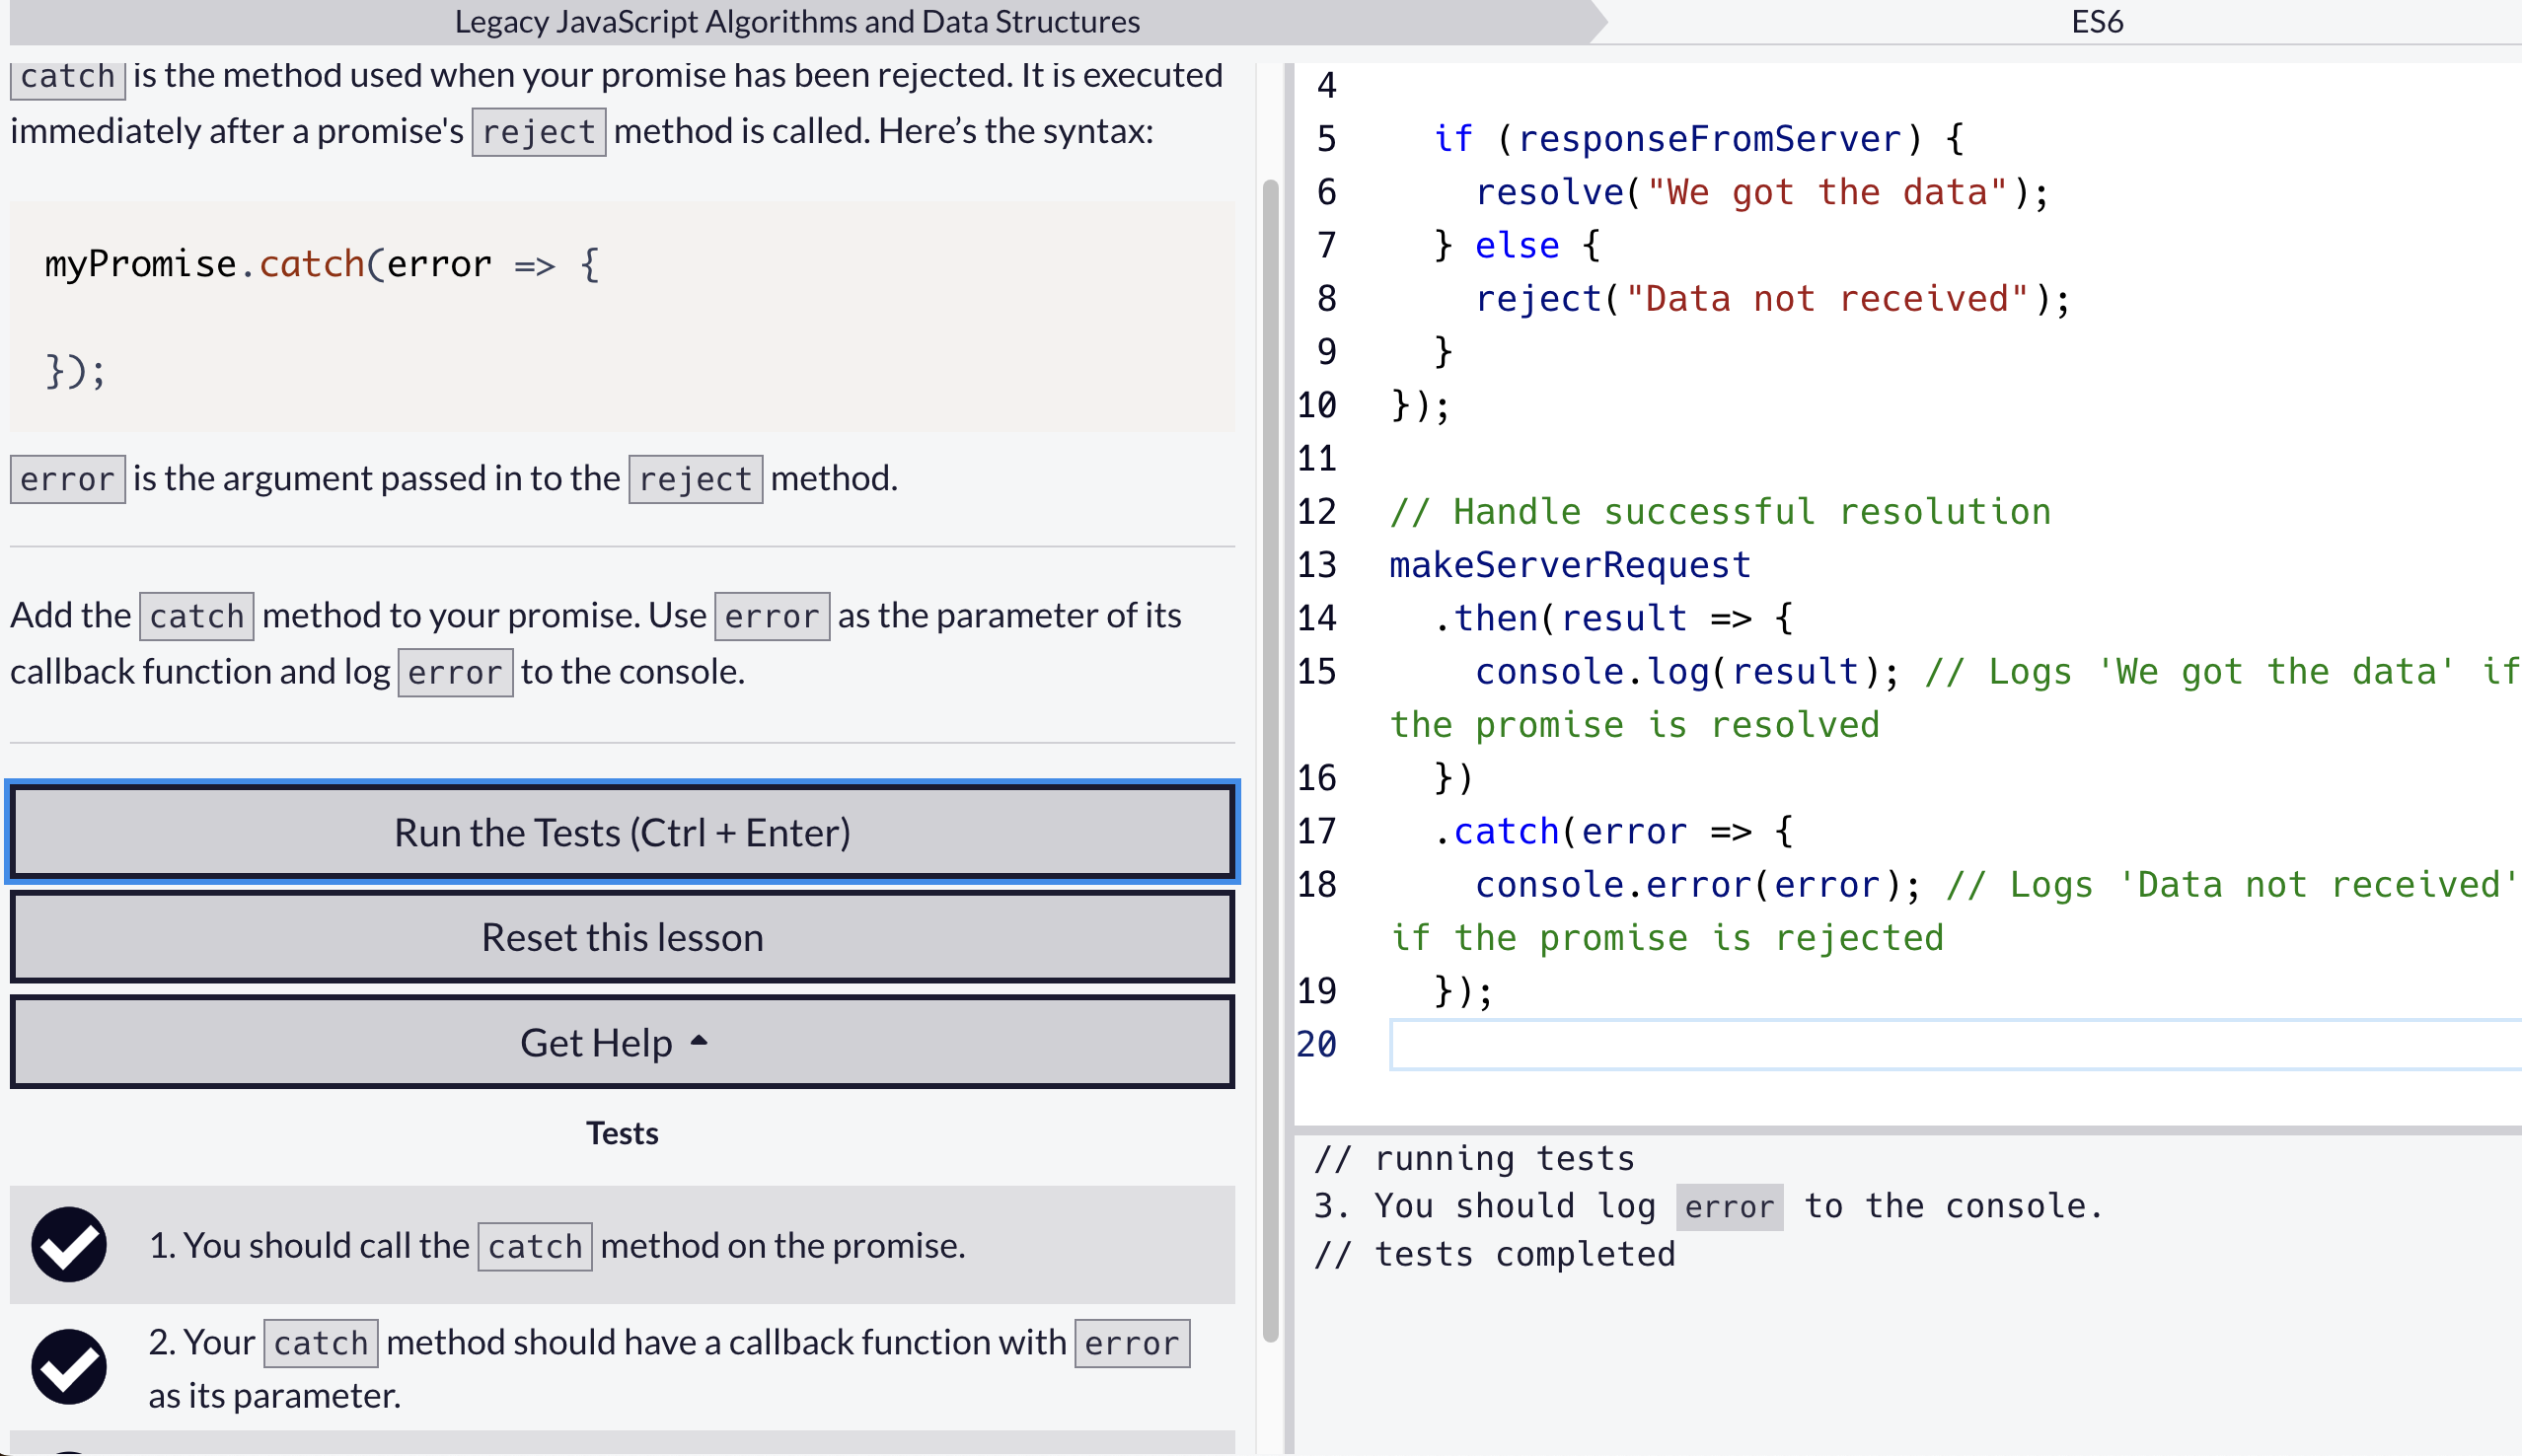 Legacy JavaScript Algorithms and Data Structures
ES6
catch is the method used when your promise has been rejected. It is executed
immediately after a promise's reject method is called. Here’s the syntax:
myPromise.catch(error => {
});
error is the argument passed in to the reject method.
Add the catch method to your promise. Use error as the parameter of its
callback function and log error to the console.
Run the Tests (Ctrl + Enter)
Reset this lesson
Get Help
Tests
1. You should call the catch method on the promise.
2. Your catch method should have a callback function with error
as its parameter.
4
5 if (responseFromServer) {
6 resolve("We got the data");
7 } else {
8 reject("Data not received");
9 }
10 });
11
12 // Handle successful resolution
13 makeServerRequest
14 .then(result => {
15 console.log(result); // Logs 'We got the data' if
the promise is resolved
16 })
17 .catch(error => {
18 console.error(error); // Logs 'Data not received'
if the promise is rejected
19 });
20
// running tests
3. You should log error to the console.
// tests completed